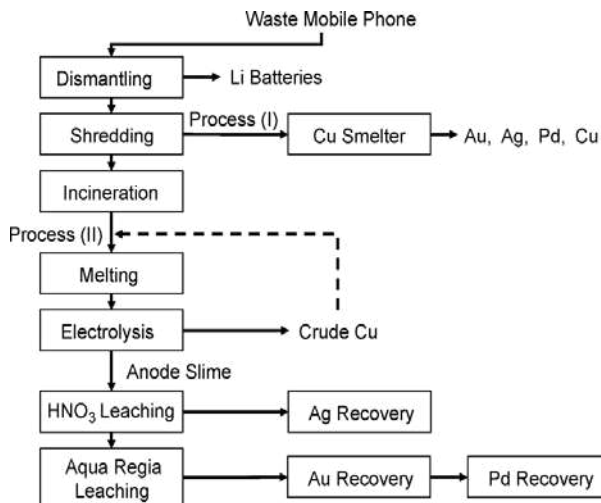 Waste Mobile Phone
Dismantling
Li Batteries
Shredding
Process (I)
Cu Smelter
Au, Ag, Pd, Cu
Incineration
Process (II)
Melting
Electrolysis
Crude Cu
Anode Slime
HNO₃ Leaching
Ag Recovery
Aqua Regia
Leaching
Au Recovery
Pd Recovery